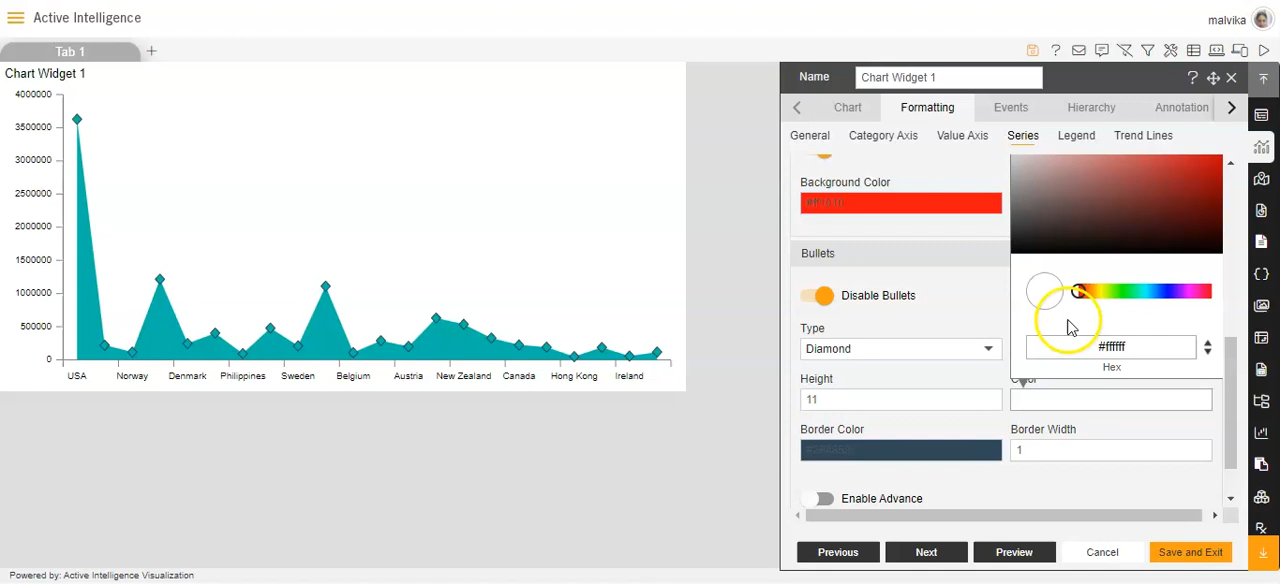 Active Intelligence
malvika
Tab 1
+
Chart Widget 1
4000000
3500000
3000000
2500000
2000000
1500000
1000000
500000
0
USA Norway Denmark Philippines Sweden Belgium Austria New Zealand Canada Hong Kong Ireland
Name Chart Widget 1
Chart Formatting Events Hierarchy Annotation
General Category Axis Value Axis Series Legend Trend Lines
Background Color
Bullets
Disable Bullets
Type
Diamond
#ffffff
Hex
Height
11
Color
Border Color Border Width
1
Enable Advance
Previous Next Preview Cancel Save and Exit
Powered by: Active Intelligence Visualization